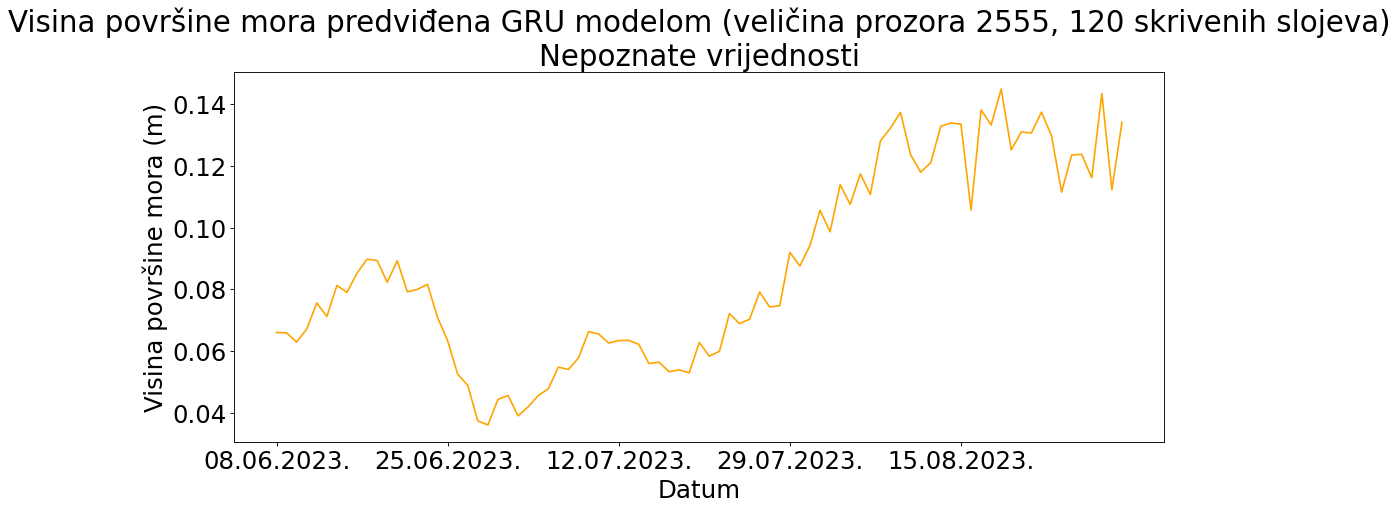 Visina površine mora predviđena GRU modelom (veličina prozora 2555, 120 skrivenih slojeva)
Nepoznate vrijednosti
Visina površine mora (m)
0.14
0.12
0.10
0.08
0.06
0.04
08.06.2023. 25.06.2023. 12.07.2023. 29.07.2023. 15.08.2023.
Datum